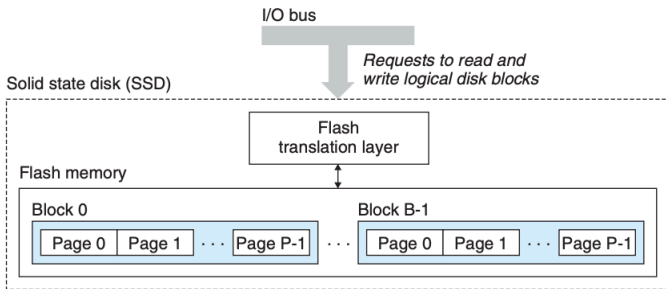 I/O bus
Requests to read and
write logical disk blocks
Solid state disk (SSD)
Flash
translation layer
Flash memory
Block 0
Block B-1
Page 0 Page 1 · · · Page P-1 · · · Page 0 Page 1 · · · Page P-1